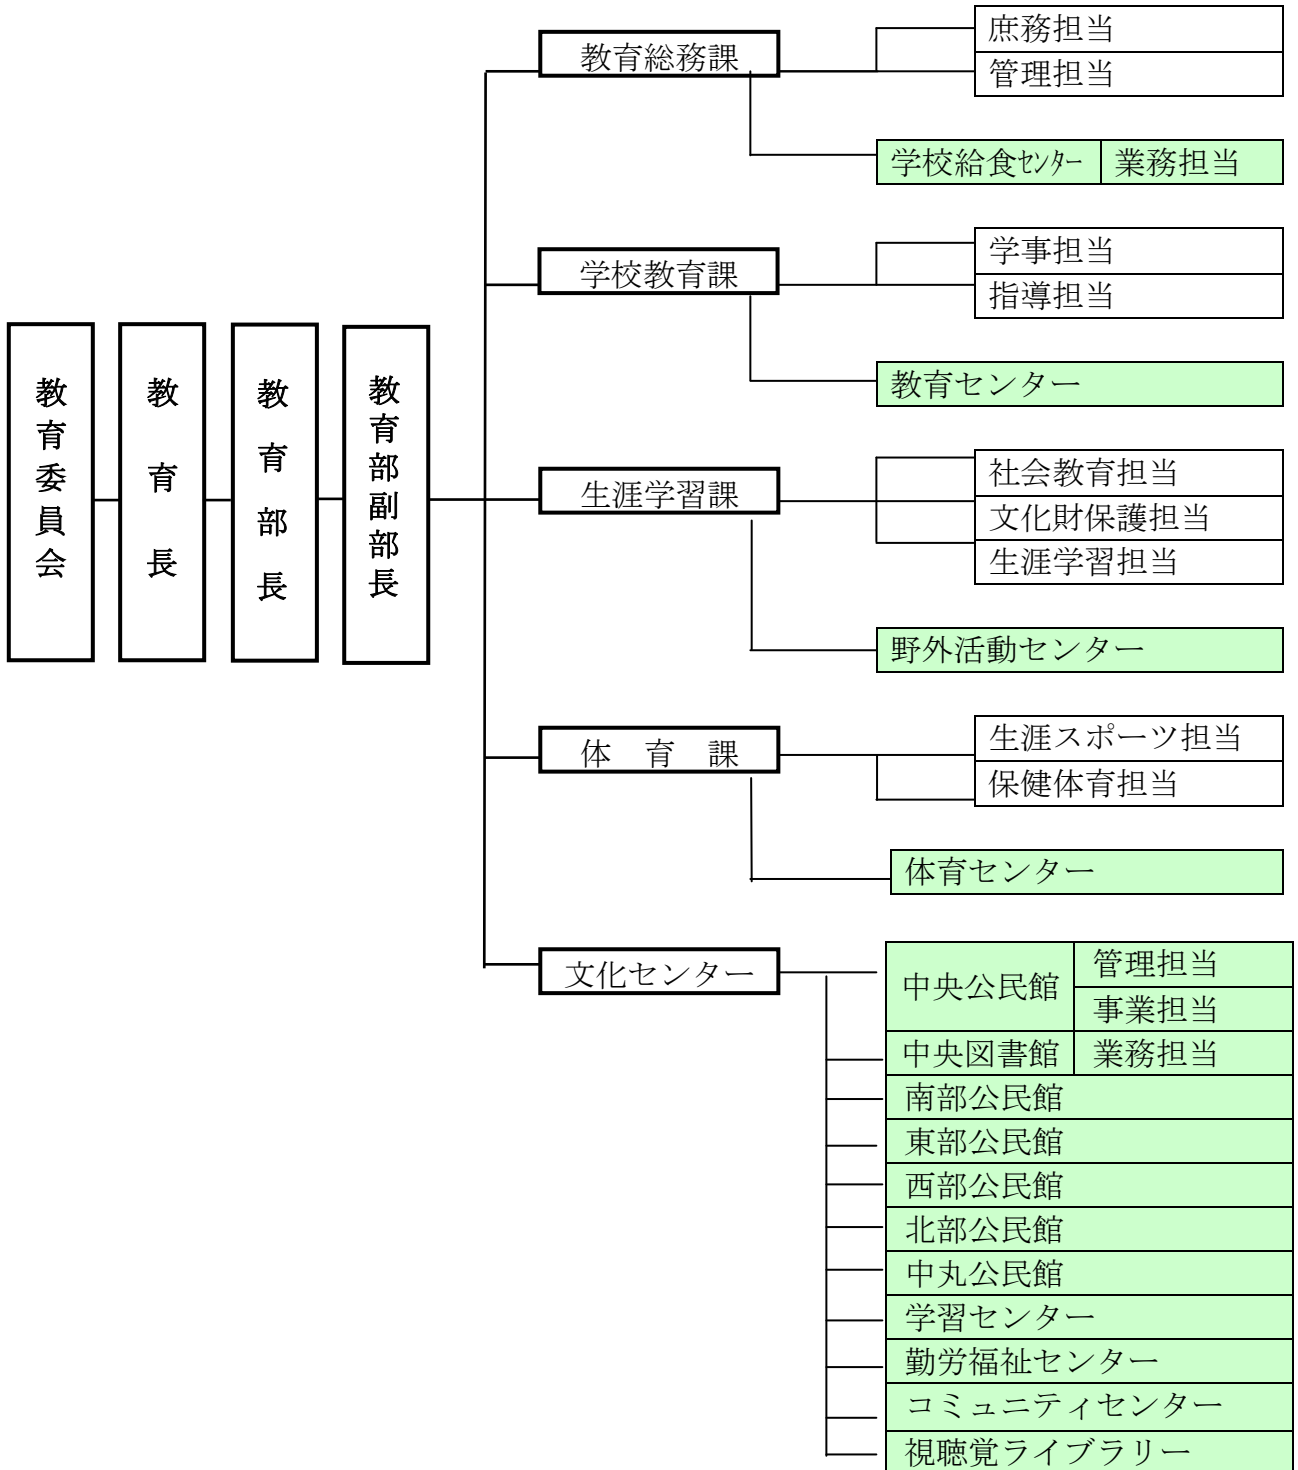 教育委員会
教育長
教育部長
教育部副部長
教育総務課
庶務担当
管理担当
学校給食ｾﾝﾀｰ 業務担当
学校教育課
学事担当
指導担当
教育センター
生涯学習課
社会教育担当
文化財保護担当
生涯学習担当
野外活動センター
体 育 課
生涯スポーツ担当
保健体育担当
体育センター
文化センター
中央公民館
管理担当
事業担当
中央図書館 業務担当
南部公民館
東部公民館
西部公民館
北部公民館
中丸公民館
学習センター
勤労福祉センター
コミュニティセンター
視聴覚ライブラリー